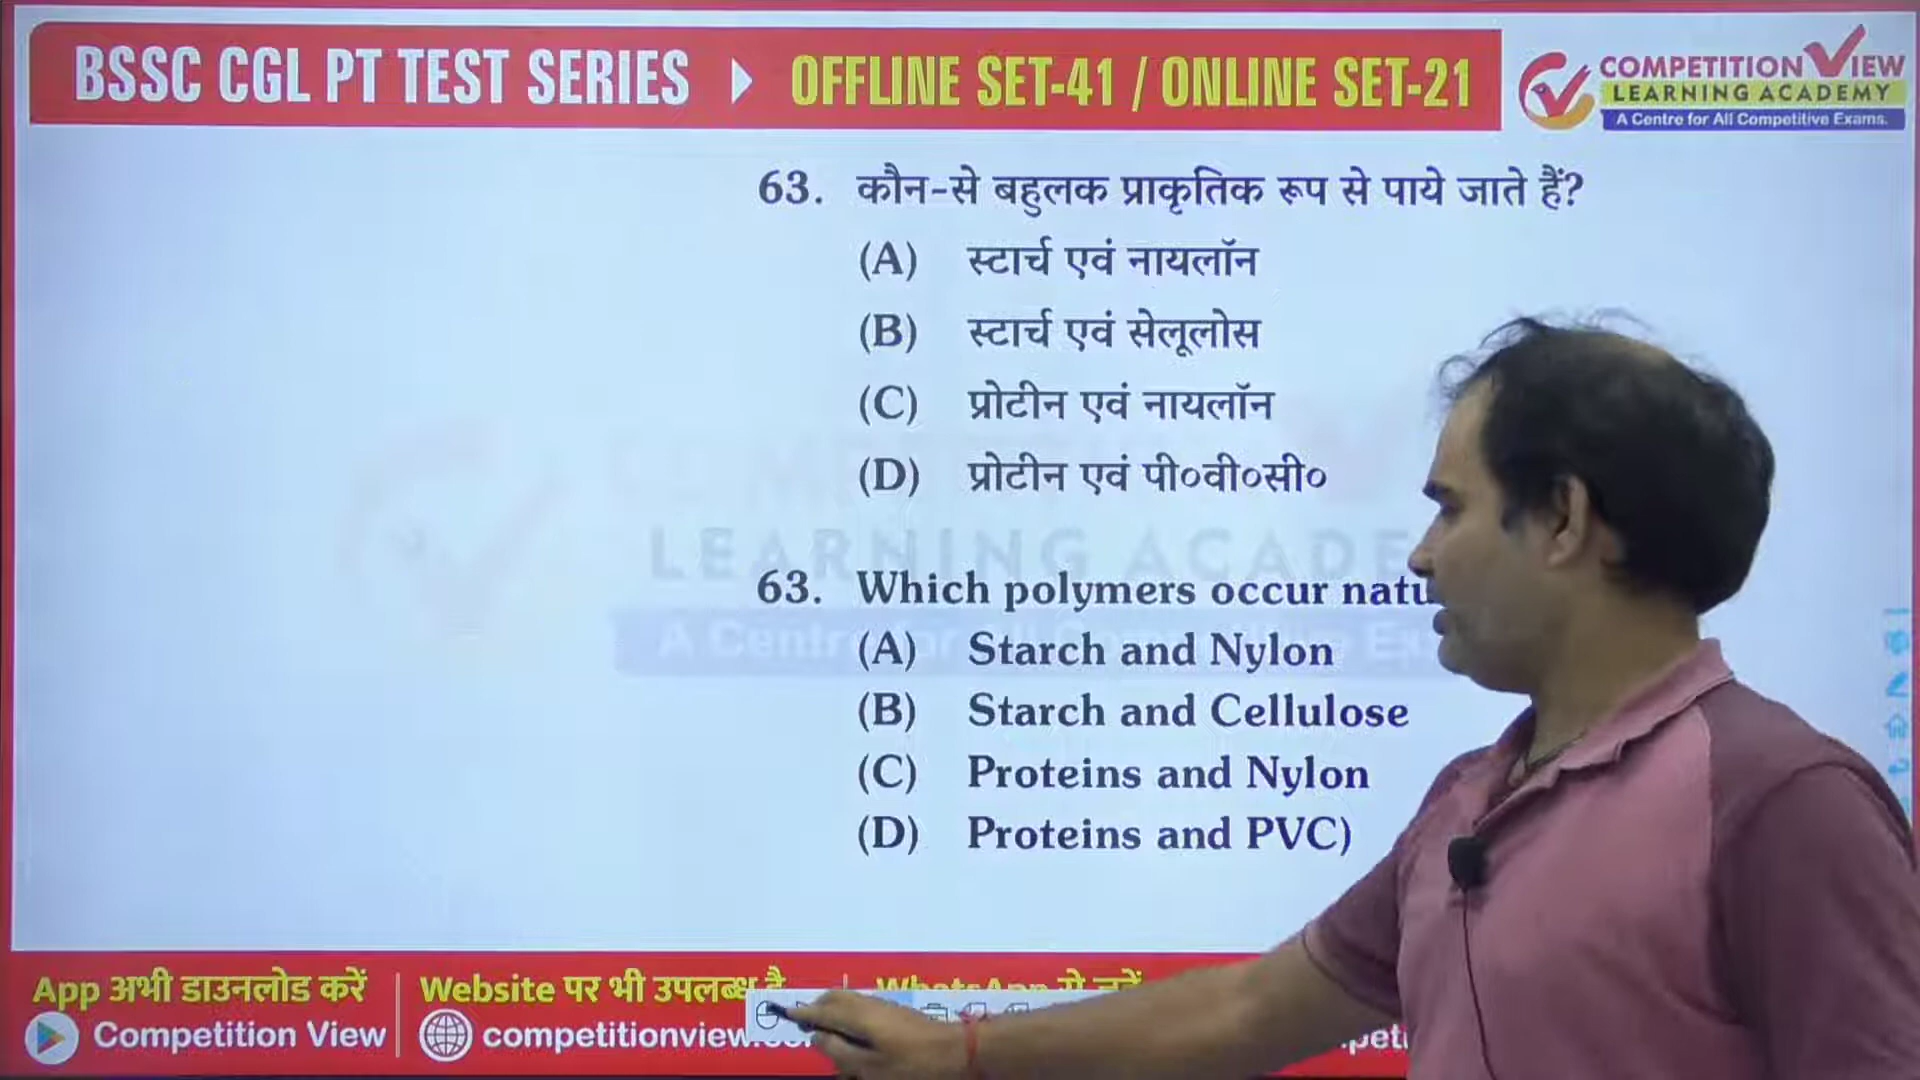 BSSC CGL PT TEST SERIES ▶ OFFLINE SET-41 / ONLINE SET-21
COMPETITION VIEW
LEARNING ACADEMY
A Centre for All Competitive Exams.
63. कौन-से बहुलक प्राकृतिक रूप से पाये जाते हैं?
(A) स्टार्च एवं नायलॉन
(B) स्टार्च एवं सेलूलोस
(C) प्रोटीन एवं नायलॉन
(D) प्रोटीन एवं पी०वी०सी०
LEARNING ACADE
63. Which polymers occur natu
(A) Starch and Nylon
(B) Starch and Cellulose
(C) Proteins and Nylon
(D) Proteins and PVC)
App अभी डाउनलोड करें
Competition View
Website पर भी उपलब्ध है
competitionview
WhatsApp से जुड़ें